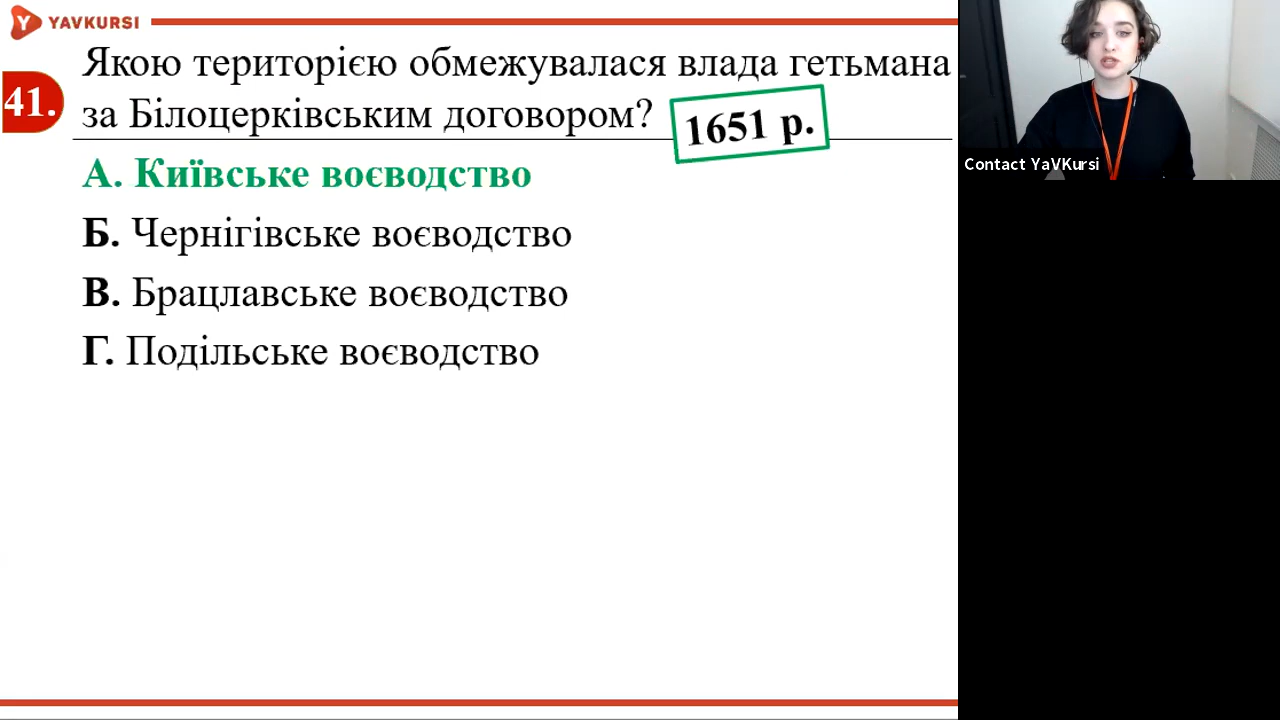 YAVKURSI
41.
Якою територією обмежувалася влада гетьмана
за Білоцерківським договором?
1651 р.
А. Київське воєводство
Б. Чернігівське воєводство
В. Брацлавське воєводство
Г. Подільське воєводство
Contact YaVKursi